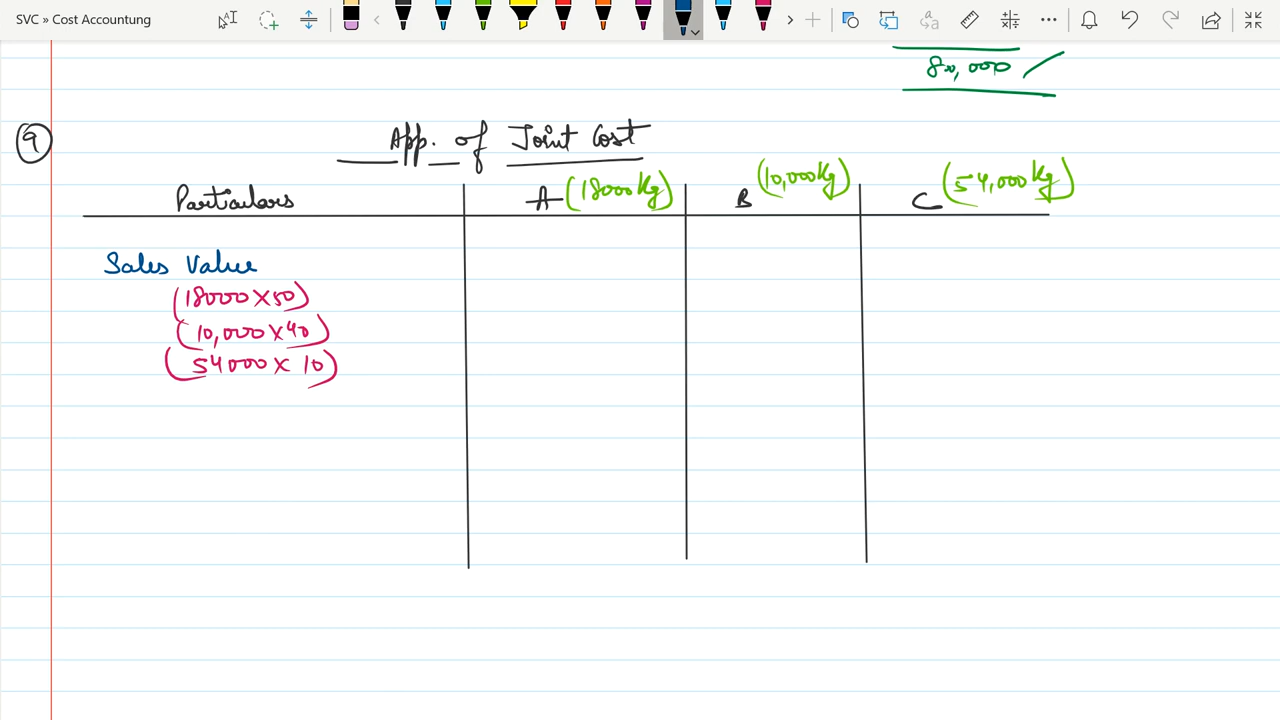 SVC » Cost Accountung
80,000
9
App. of Joint Cost
Particulars A (18000 kg) B (10,000 kg) C (54,000 kg)
Sales Value
(18000 X 50)
(10,000 X 40)
(54000 X 10)